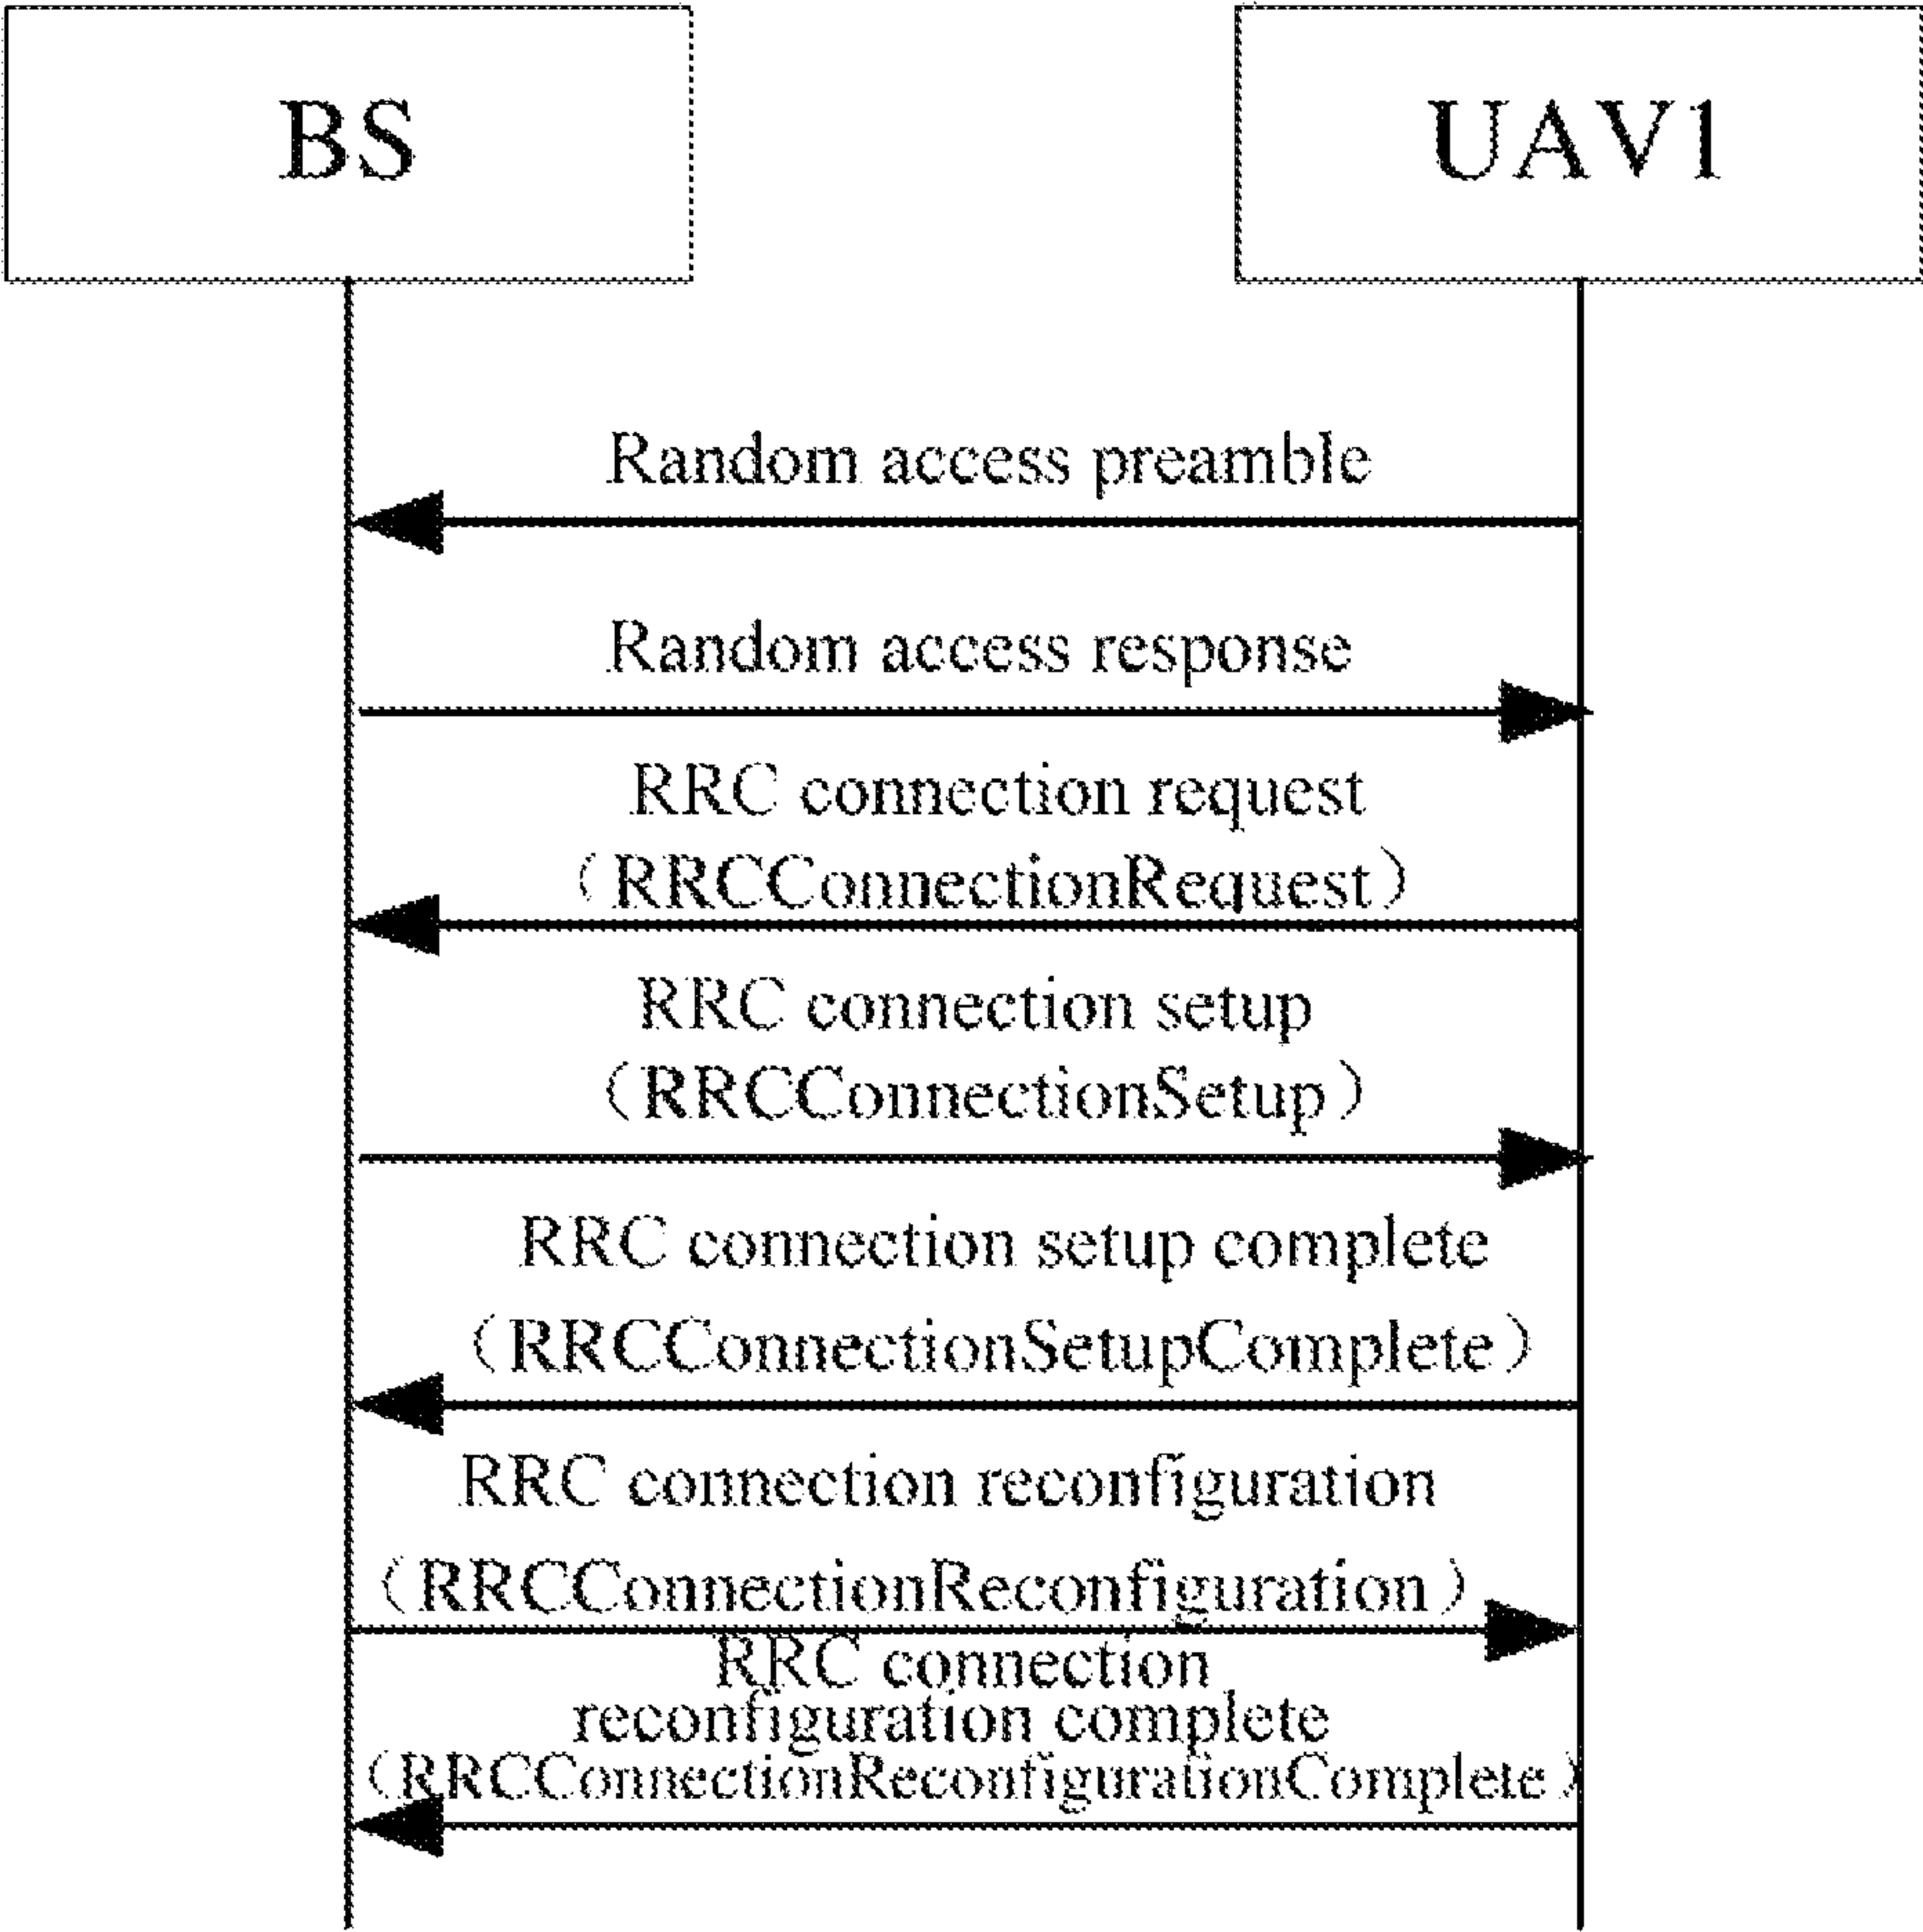 BS
UAV1
Random access preamble
Random access response
RRC connection request
（RRCConnectionRequest）
RRC connection setup
（RRCConnectionSetup）
RRC connection setup complete
（RRCConnectionSetupComplete）
RRC connection reconfiguration
（RRCConnectionReconfiguration）
RRC connection
reconfiguration complete
（RRCConnectionReconfigurationComplete）